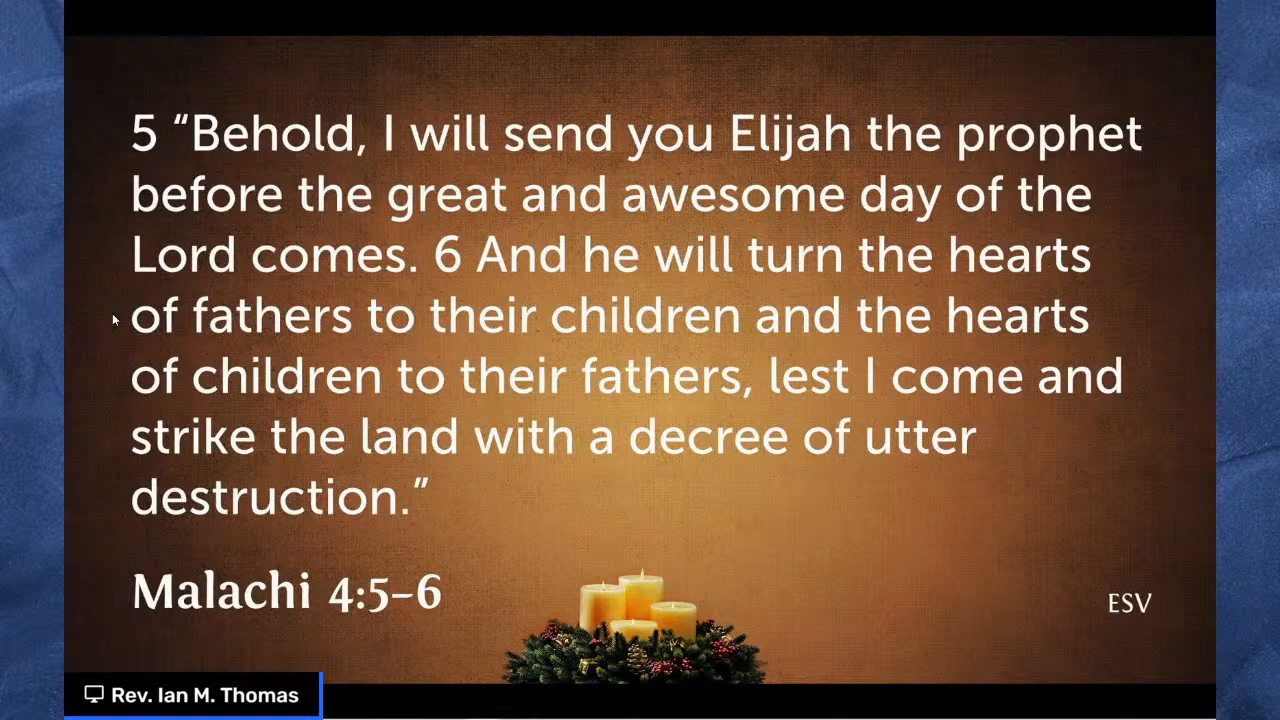 5 “Behold, I will send you Elijah the prophet
before the great and awesome day of the
Lord comes. 6 And he will turn the hearts
of fathers to their children and the hearts
of children to their fathers, lest I come and
strike the land with a decree of utter
destruction.”
Malachi 4:5–6
ESV
Rev. Ian M. Thomas